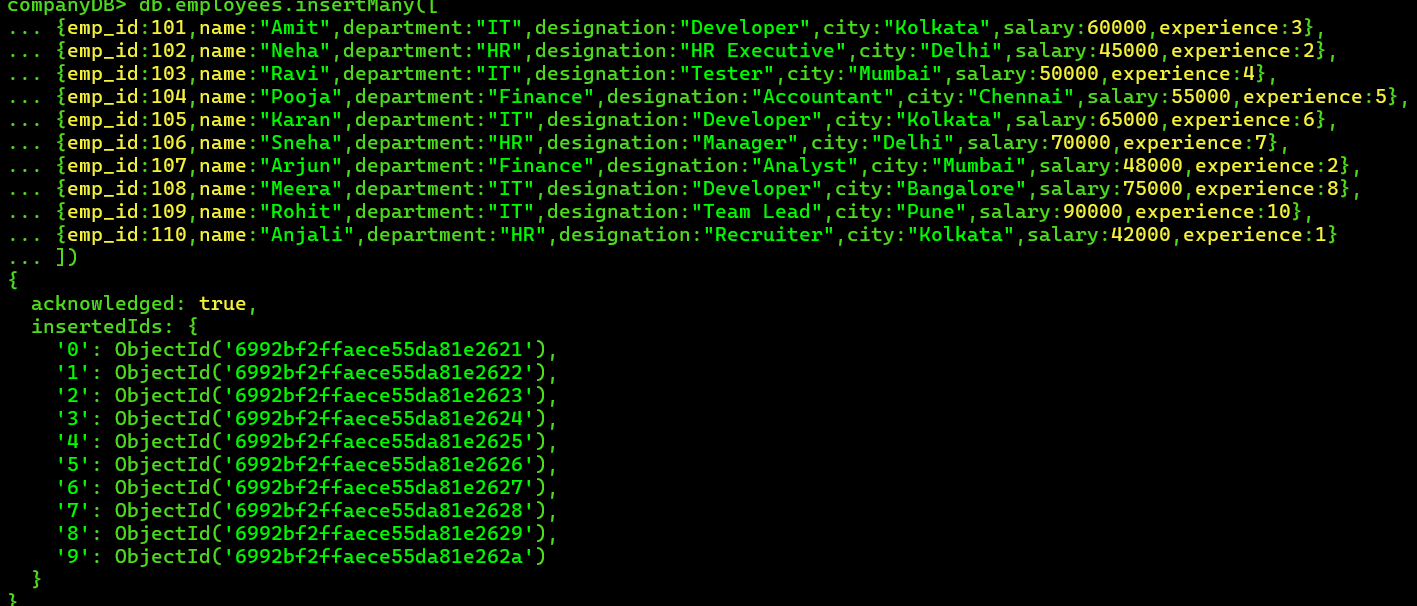 companyDB> db.employees.insertMany([
... {emp_id:101,name:"Amit",department:"IT",designation:"Developer",city:"Kolkata",salary:60000,experience:3},
... {emp_id:102,name:"Neha",department:"HR",designation:"HR Executive",city:"Delhi",salary:45000,experience:2},
... {emp_id:103,name:"Ravi",department:"IT",designation:"Tester",city:"Mumbai",salary:50000,experience:4},
... {emp_id:104,name:"Pooja",department:"Finance",designation:"Accountant",city:"Chennai",salary:55000,experience:5},
... {emp_id:105,name:"Karan",department:"IT",designation:"Developer",city:"Kolkata",salary:65000,experience:6},
... {emp_id:106,name:"Sneha",department:"HR",designation:"Manager",city:"Delhi",salary:70000,experience:7},
... {emp_id:107,name:"Arjun",department:"Finance",designation:"Analyst",city:"Mumbai",salary:48000,experience:2},
... {emp_id:108,name:"Meera",department:"IT",designation:"Developer",city:"Bangalore",salary:75000,experience:8},
... {emp_id:109,name:"Rohit",department:"IT",designation:"Team Lead",city:"Pune",salary:90000,experience:10},
... {emp_id:110,name:"Anjali",department:"HR",designation:"Recruiter",city:"Kolkata",salary:42000,experience:1}
... ])
{
  acknowledged: true,
  insertedIds: {
    '0': ObjectId('6992bf2ffaece55da81e2621'),
    '1': ObjectId('6992bf2ffaece55da81e2622'),
    '2': ObjectId('6992bf2ffaece55da81e2623'),
    '3': ObjectId('6992bf2ffaece55da81e2624'),
    '4': ObjectId('6992bf2ffaece55da81e2625'),
    '5': ObjectId('6992bf2ffaece55da81e2626'),
    '6': ObjectId('6992bf2ffaece55da81e2627'),
    '7': ObjectId('6992bf2ffaece55da81e2628'),
    '8': ObjectId('6992bf2ffaece55da81e2629'),
    '9': ObjectId('6992bf2ffaece55da81e262a')
  }
}